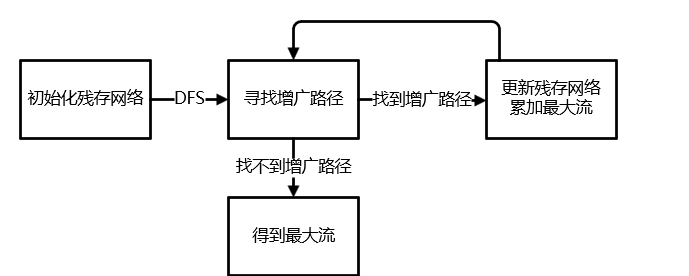 初始化残存网络
DFS
寻找增广路径
找到增广路径
更新残存网络
累加最大流
找不到增广路径
得到最大流